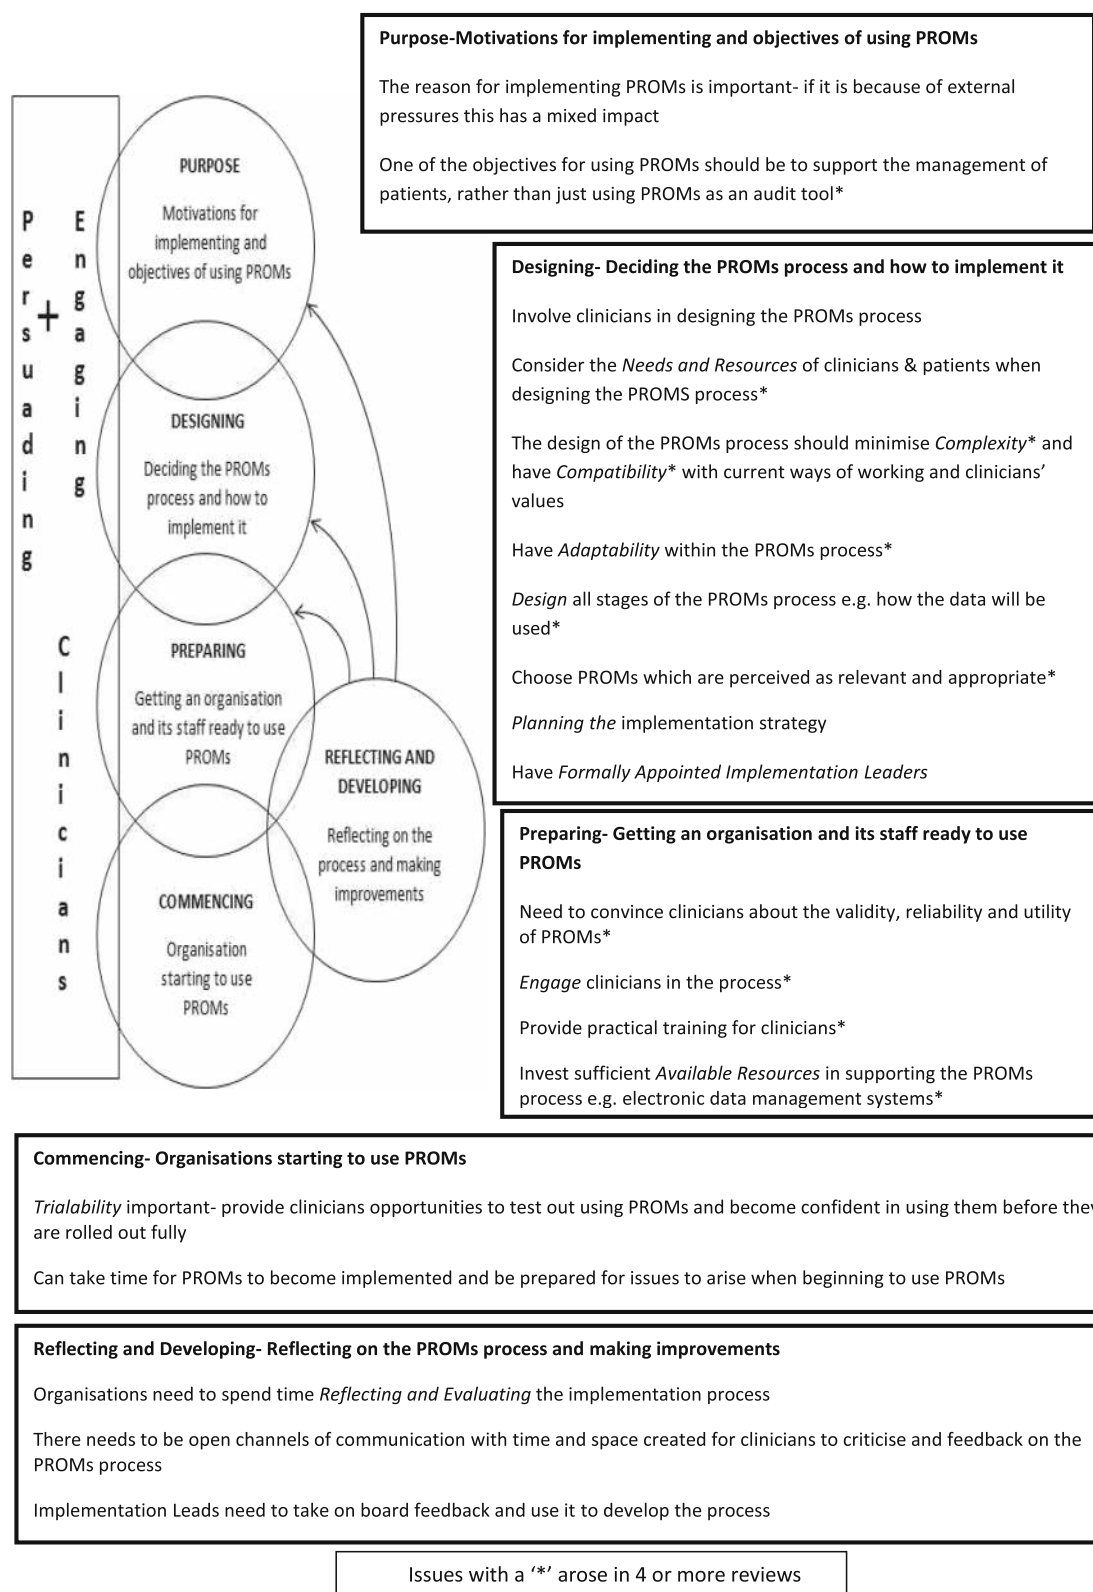 Purpose-Motivations for implementing and objectives of using PROMs
The reason for implementing PROMs is important- if it is because of external
pressures this has a mixed impact
One of the objectives for using PROMs should be to support the management of
patients, rather than just using PROMs as an audit tool*
Persuading
+
Engaging
Clinicians
PURPOSE
Motivations for
implementing and
objectives of using PROMs
DESIGNING
Deciding the PROMs
process and how to
implement it
PREPARING
Getting an organisation
and its staff ready to use
PROMs
REFLECTING AND
DEVELOPING
Reflecting on the
process and making
improvements
COMMENCING
Organisation
starting to use
PROMs
Designing- Deciding the PROMs process and how to implement it
Involve clinicians in designing the PROMs process
Consider the Needs and Resources of clinicians & patients when
designing the PROMS process*
The design of the PROMs process should minimise Complexity* and
have Compatibility* with current ways of working and clinicians’
values
Have Adaptability within the PROMs process*
Design all stages of the PROMs process e.g. how the data will be
used*
Choose PROMs which are perceived as relevant and appropriate*
Planning the implementation strategy
Have Formally Appointed Implementation Leaders
Preparing- Getting an organisation and its staff ready to use
PROMs
Need to convince clinicians about the validity, reliability and utility
of PROMs*
Engage clinicians in the process*
Provide practical training for clinicians*
Invest sufficient Available Resources in supporting the PROMs
process e.g. electronic data management systems*
Commencing- Organisations starting to use PROMs
Trialability important- provide clinicians opportunities to test out using PROMs and become confident in using them before they
are rolled out fully
Can take time for PROMs to become implemented and be prepared for issues to arise when beginning to use PROMs
Reflecting and Developing- Reflecting on the PROMs process and making improvements
Organisations need to spend time Reflecting and Evaluating the implementation process
There needs to be open channels of communication with time and space created for clinicians to criticise and feedback on the
PROMs process
Implementation Leads need to take on board feedback and use it to develop the process
Issues with a ‘*’ arose in 4 or more reviews